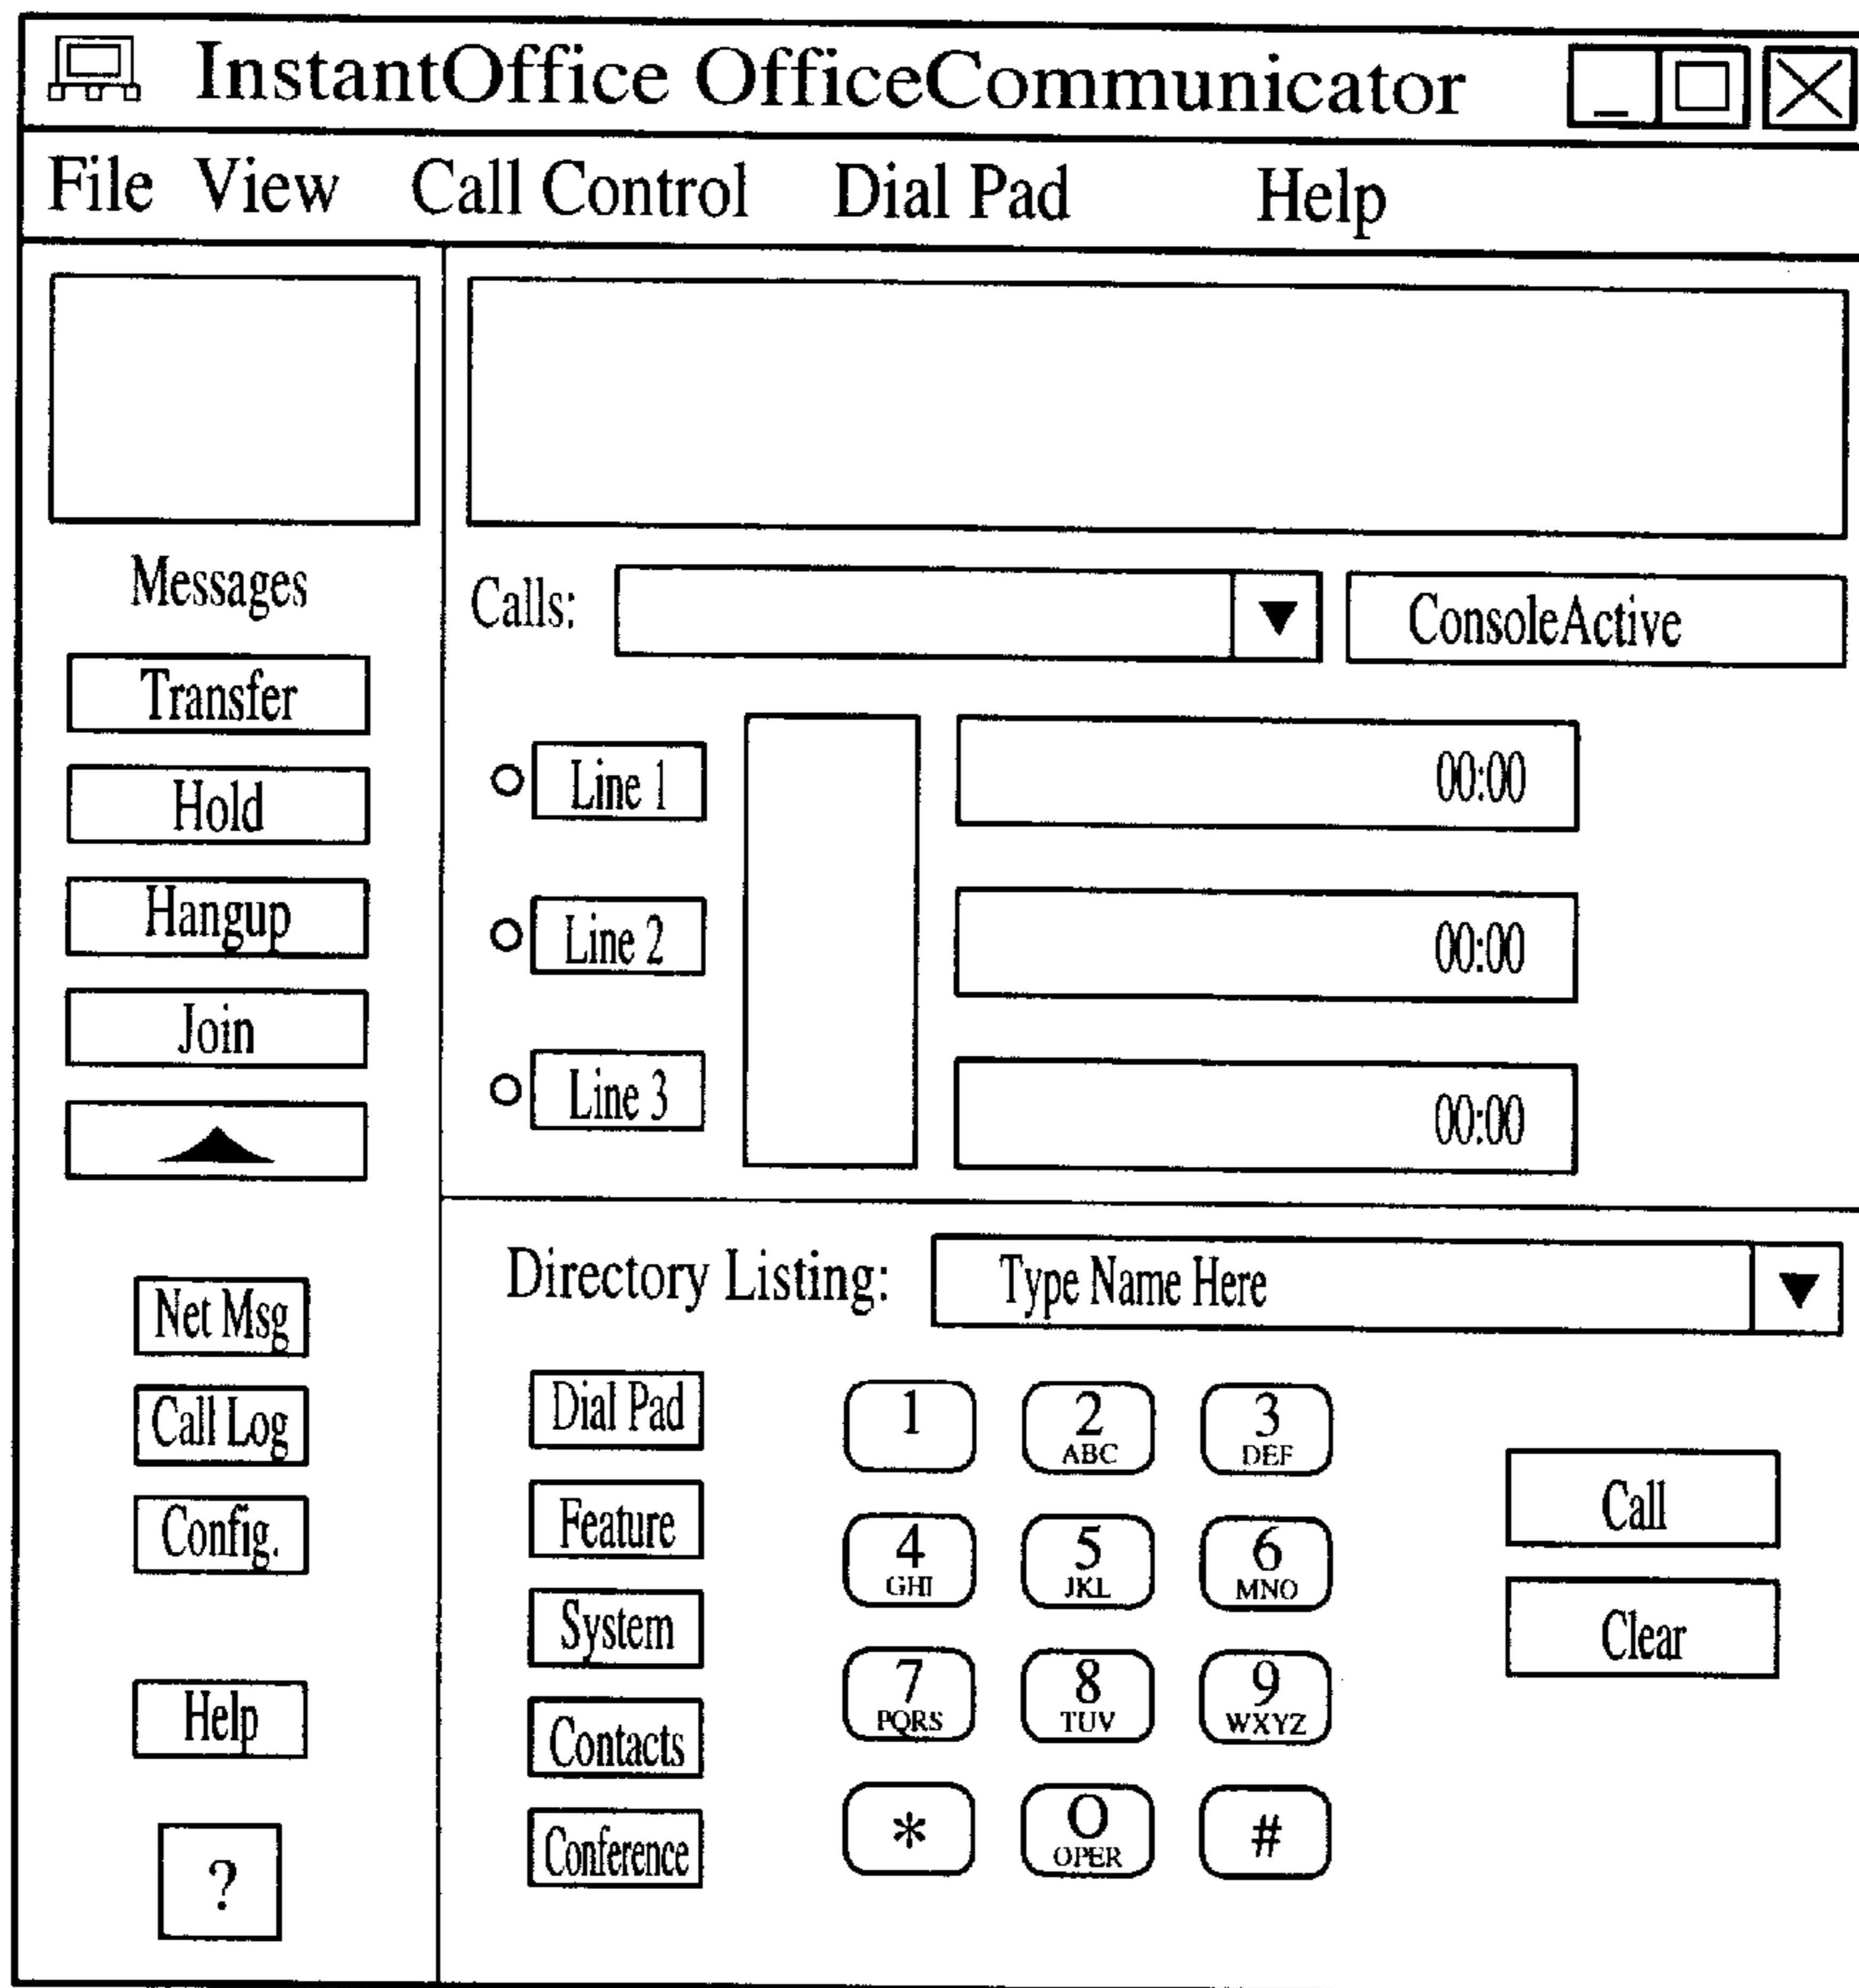 InstantOffice OfficeCommunicator
File View Call Control Dial Pad Help
Messages
Transfer
Hold
Hangup
Join
Net Msg
Call Log
Config.
Help
?
Calls:
ConsoleActive
Line 1 00:00
Line 2 00:00
Line 3 00:00
Directory Listing: Type Name Here
Dial Pad
Feature
System
Contacts
Conference
1 2 3
ABC DEF
4 5 6
GHI JKL MNO
7 8 9
PQRS TUV WXYZ
* O #
OPER
Call
Clear